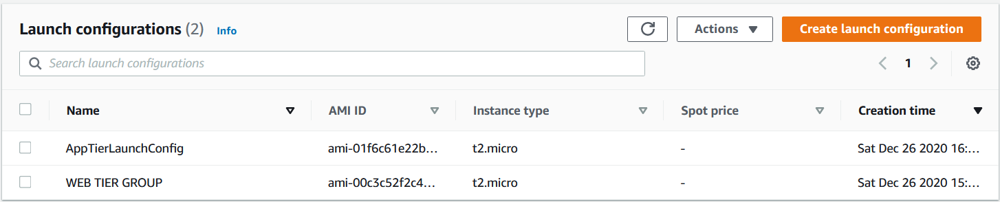 Launch configurations (2) Info Actions Create launch configuration
Search launch configurations 1
Name AMI ID Instance type Spot price Creation time
AppTierLaunchConfig ami-01f6c61e22b... t2.micro - Sat Dec 26 2020 16:...
WEB TIER GROUP ami-00c3c52f2c4... t2.micro - Sat Dec 26 2020 15:...